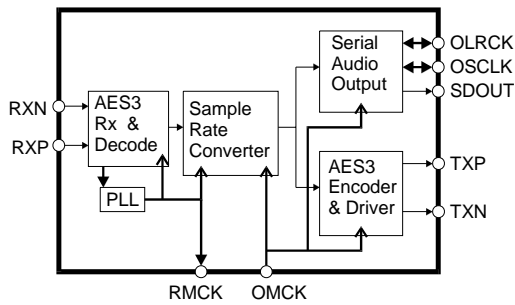 RXN
RXP
AES3
Rx &
Decode
PLL
Sample
Rate
Converter
Serial
Audio
Output
AES3
Encoder
& Driver
OLRCK
OSCLK
SDOUT
TXP
TXN
RMCK
OMCK